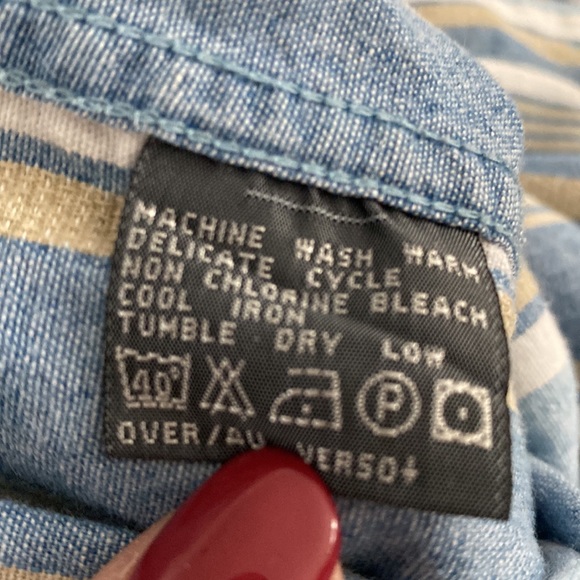 MACHINE WASH WARM
DELICATE CYCLE
NON CHLORINE BLEACH
COOL IRON
TUMBLE DRY LOW
40° P
OVER/AU VERSO